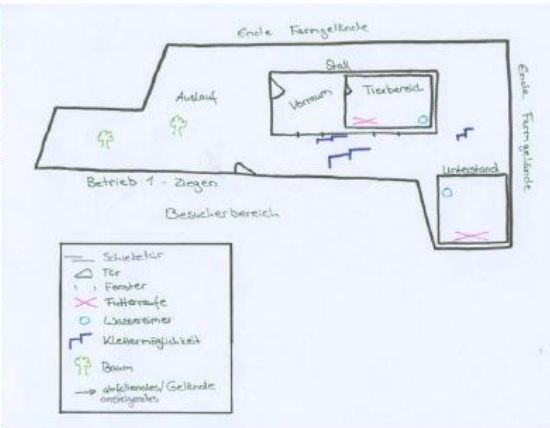 Ende Farmgelände
Stall
Auslauf
Vorraum
Tierbereich
Ende Farmgelände
Unterstand
Betrieb 1 - Ziegen
Besucherbereich
Schiebetür
Tür
Fenster
Futterraufe
Wassereimer
Klettermöglichkeit
Baum
abfallendes/Gelände
ansteigendes